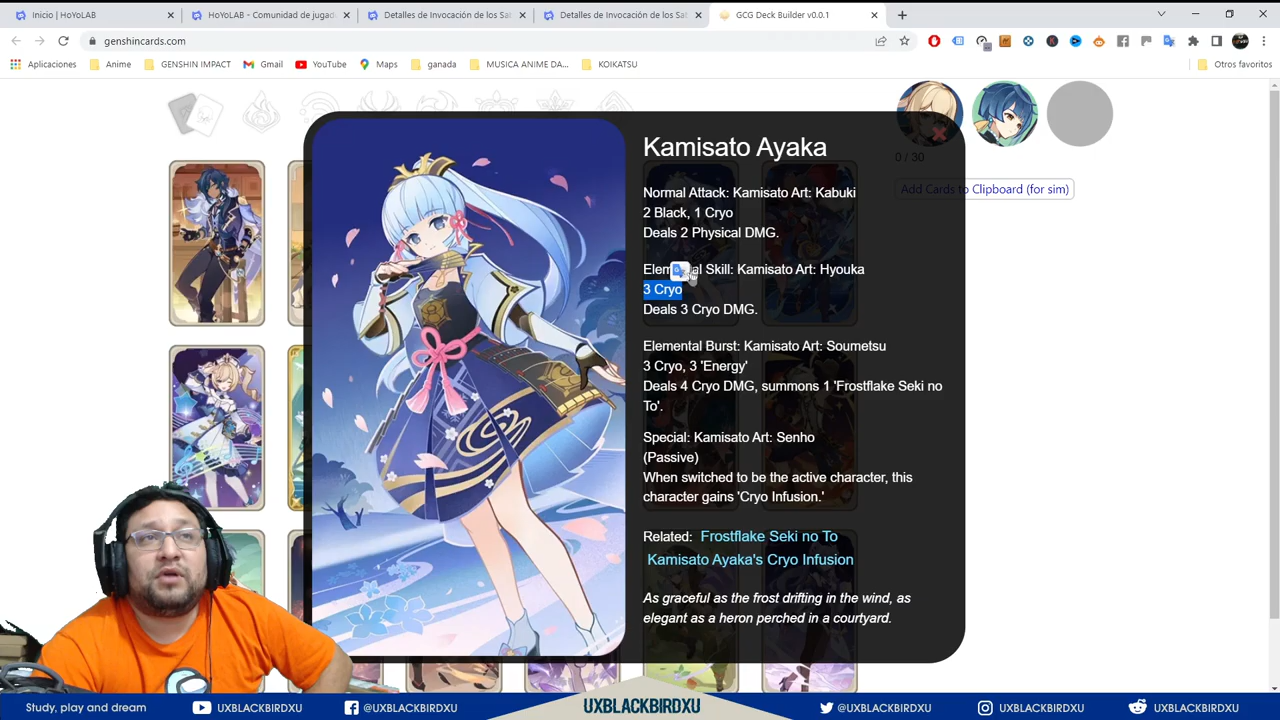 Inicio | HoYoLAB
HoYoLAB - Comunidad de jugad
Detalles de Invocación de los Sat
Detalles de Invocación de los Sat
GCG Deck Builder v0.0.1
genshincards.com
Aplicaciones
Anime
GENSHIN IMPACT
Gmail
YouTube
Maps
ganada
MUSICA ANIME DA...
KOIKATSU
Otros favoritos
0 / 30
Add Cards to Clipboard (for sim)
Kamisato Ayaka
Normal Attack: Kamisato Art: Kabuki
2 Black, 1 Cryo
Deals 2 Physical DMG.
Skill: Kamisato Art: Hyouka
3 Cryo
Deals 3 Cryo DMG.
Elemental Burst: Kamisato Art: Soumetsu
3 Cryo, 3 'Energy'
Deals 4 Cryo DMG, summons 1 'Frostflake Seki no
To'.
Special: Kamisato Art: Senho
(Passive)
When switched to be the active character, this
character gains 'Cryo Infusion.'
Related: Frostflake Seki no To
Kamisato Ayaka's Cryo Infusion
As graceful as the frost drifting in the wind, as
elegant as a heron perched in a courtyard.
Study, play and dream
UXBLACKBIRDXU
@UXBLACKBIRDXU
UXBLACKBIRDXU
@UXBLACKBIRDXU
UXBLACKBIRDXU
UXBLACKBIRDXU